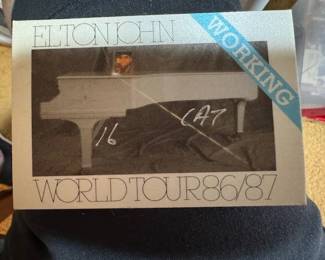 ELTON JOHN
WORKING
16 CAT
WORLD TOUR 86/87